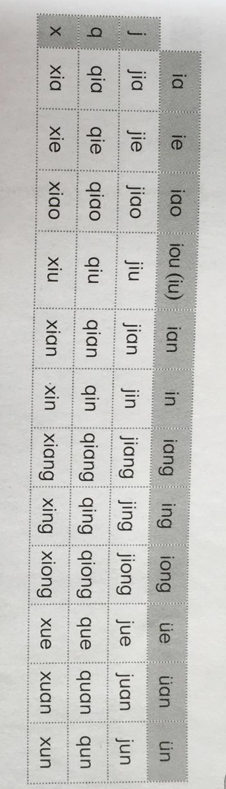 ia ie iao iou (iu) ian in iang ing iong üe üan ün
j jia jie jiao jiu jian jin jiang jing jiong jue juan jun
q qia qie qiao qiu qian qin qiang qing qiong que quan qun
x xia xie xiao xiu xian xin xiang xing xiong xue xuan xun